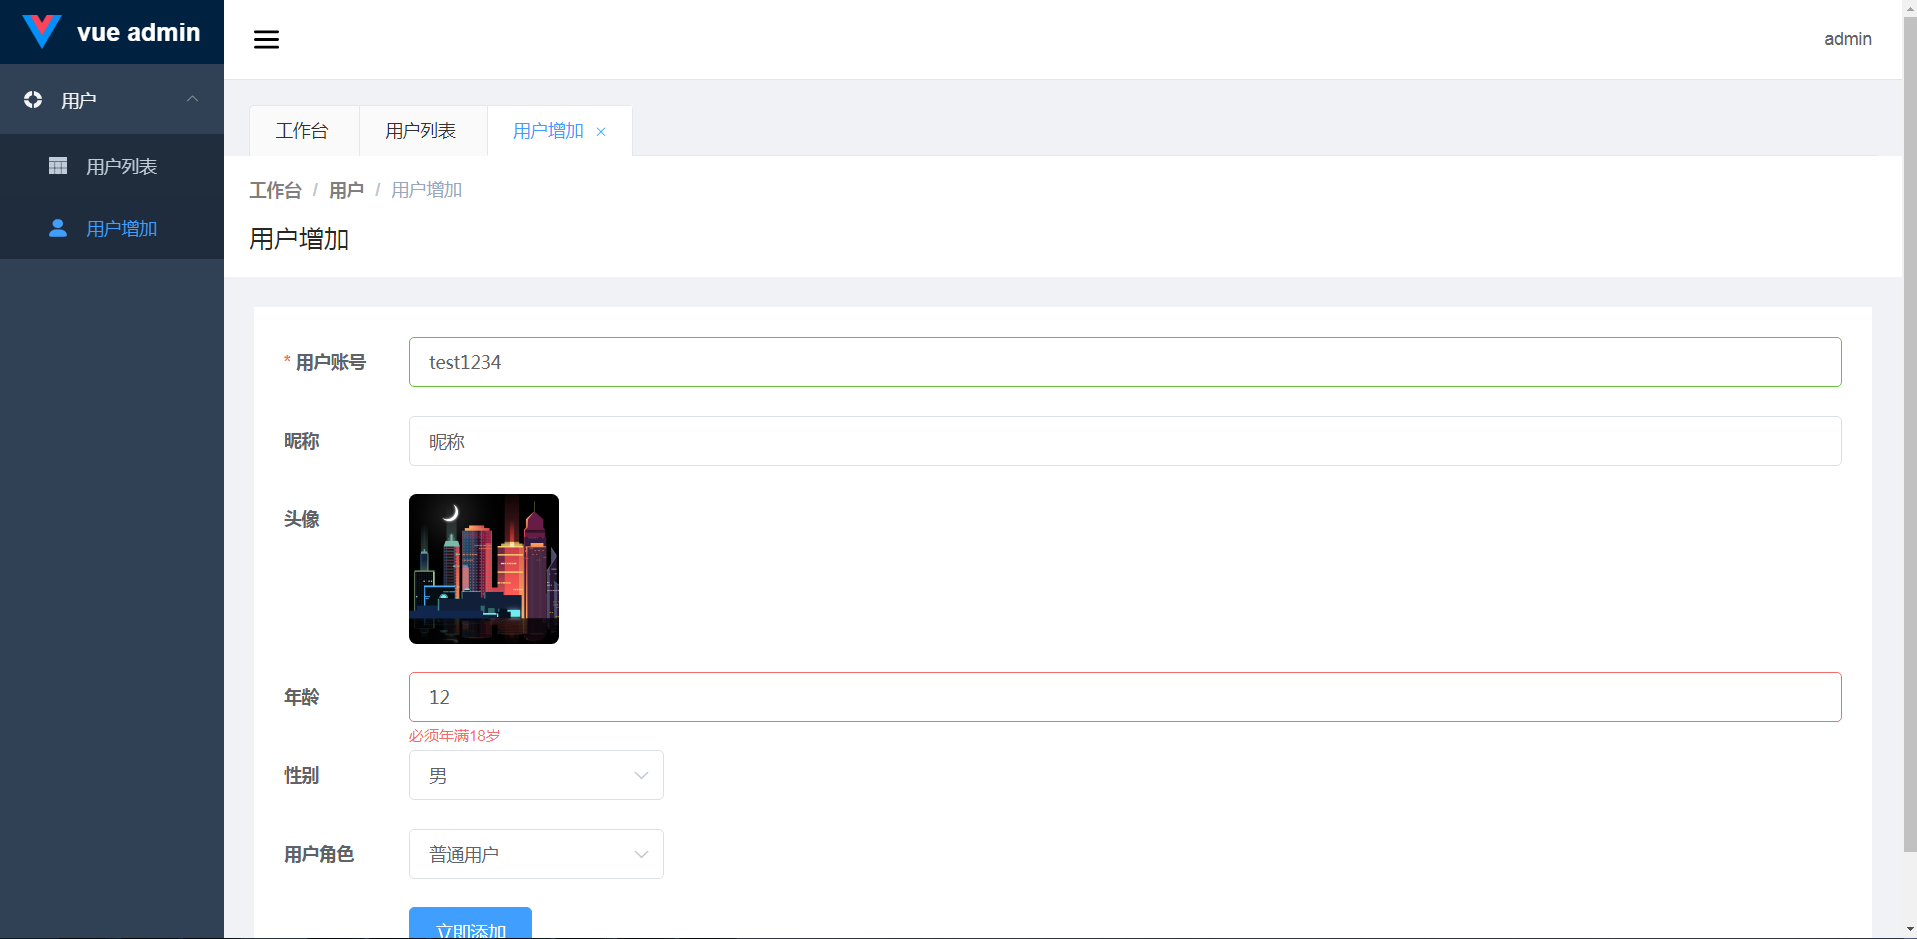 vue admin
admin
用户
用户列表
用户增加
工作台
用户列表
用户增加
工作台 / 用户 / 用户增加
用户增加
* 用户账号
test1234
昵称
昵称
头像
年龄
12
必须年满18岁
性别
男
用户角色
普通用户
立即添加